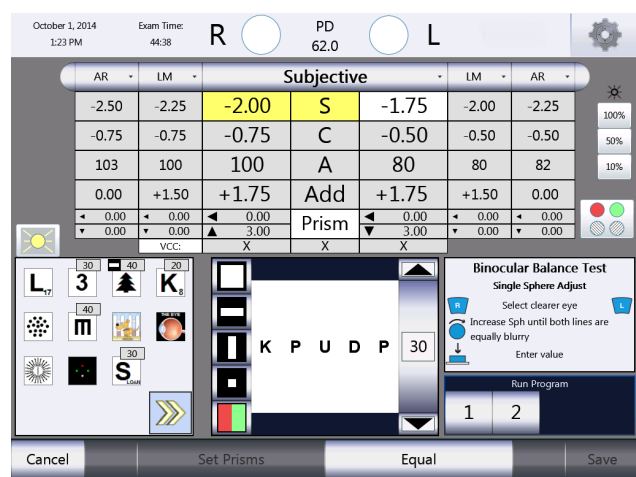 October 1, 2014
1:23 PM
Exam Time:
44:38
R
PD
62.0
L
AR LM Subjective LM AR
-2.50 -2.25 -2.00 S -1.75 -2.00 -2.25
-0.75 -0.75 -0.75 C -0.50 -0.50 -0.50
103 100 100 A 80 80 82
0.00 +1.50 +1.75 Add +1.75 +1.50 0.00
0.00 0.00 0.00 Prism 0.00 0.00 0.00
0.00 0.00 3.00 3.00 0.00 0.00
VCC: X X X
100%
50%
10%
L17 30 3 40 20 K8
40 m THE EYE
30 S LOAN
K P U D P 30
Binocular Balance Test
Single Sphere Adjust
R Select clearer eye L
Increase Sph until both lines are
equally blurry
Enter value
Run Program
1 2
Cancel Set Prisms Equal Save